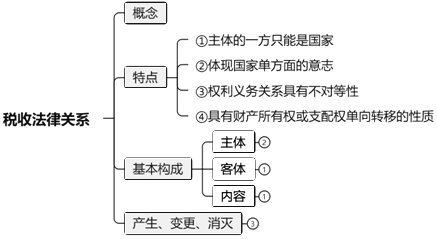 概念
①主体的一方只能是国家
②体现国家单方面的意志
特点
③权利义务关系具有不对等性
④具有财产所有权或支配权单向转移的性质
税收法律关系
主体 ②
基本构成
客体 ①
内容 ①
产生、变更、消灭 ③